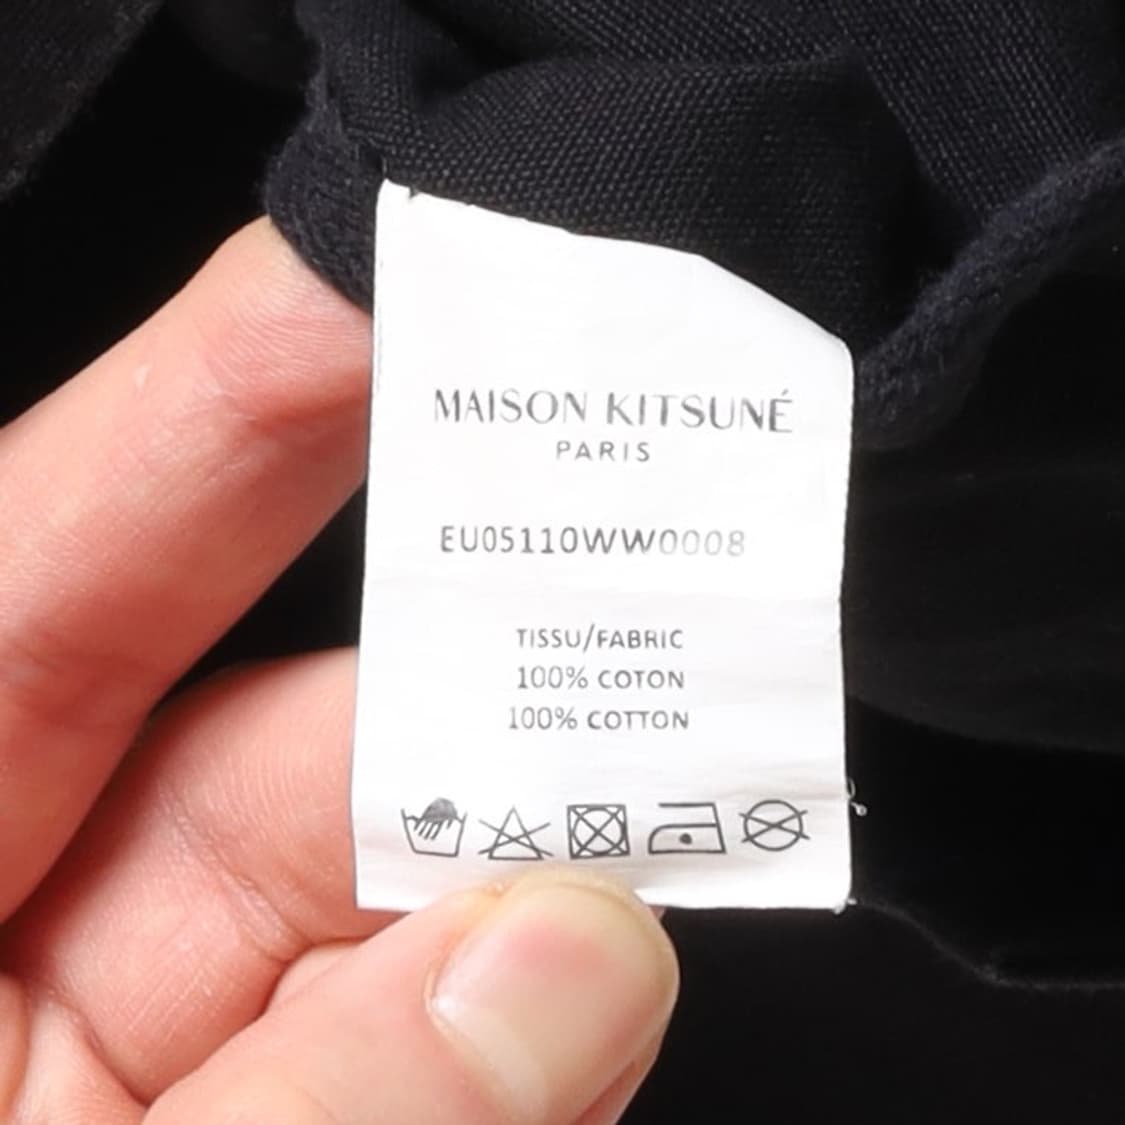 MAISON KITSUNÉ
PARIS
EU05110WW0008
TISSU/FABRIC
100% COTON
100% COTTON